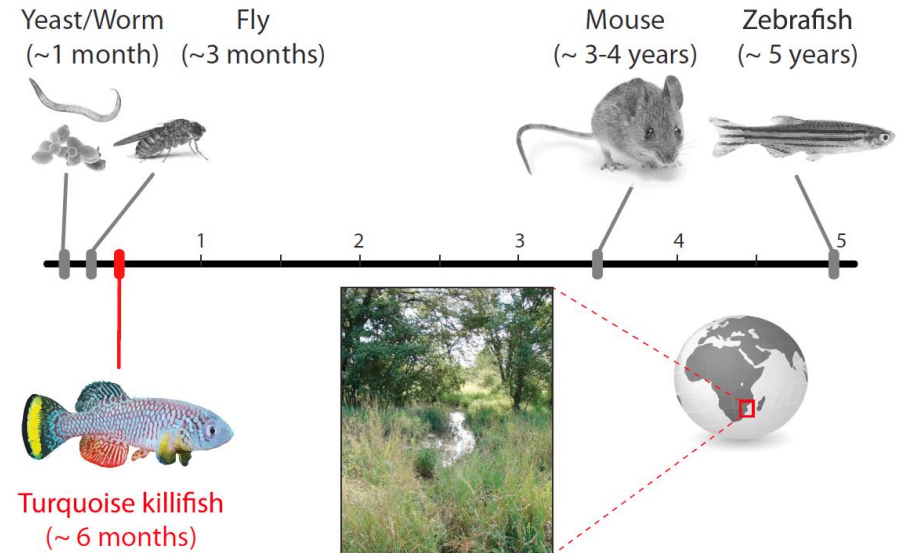 Yeast/Worm
(~1 month)
Fly
(~3 months)
Mouse
(~ 3-4 years)
Zebrafish
(~ 5 years)
1
2
3
4
5
Turquoise killifish
(~ 6 months)